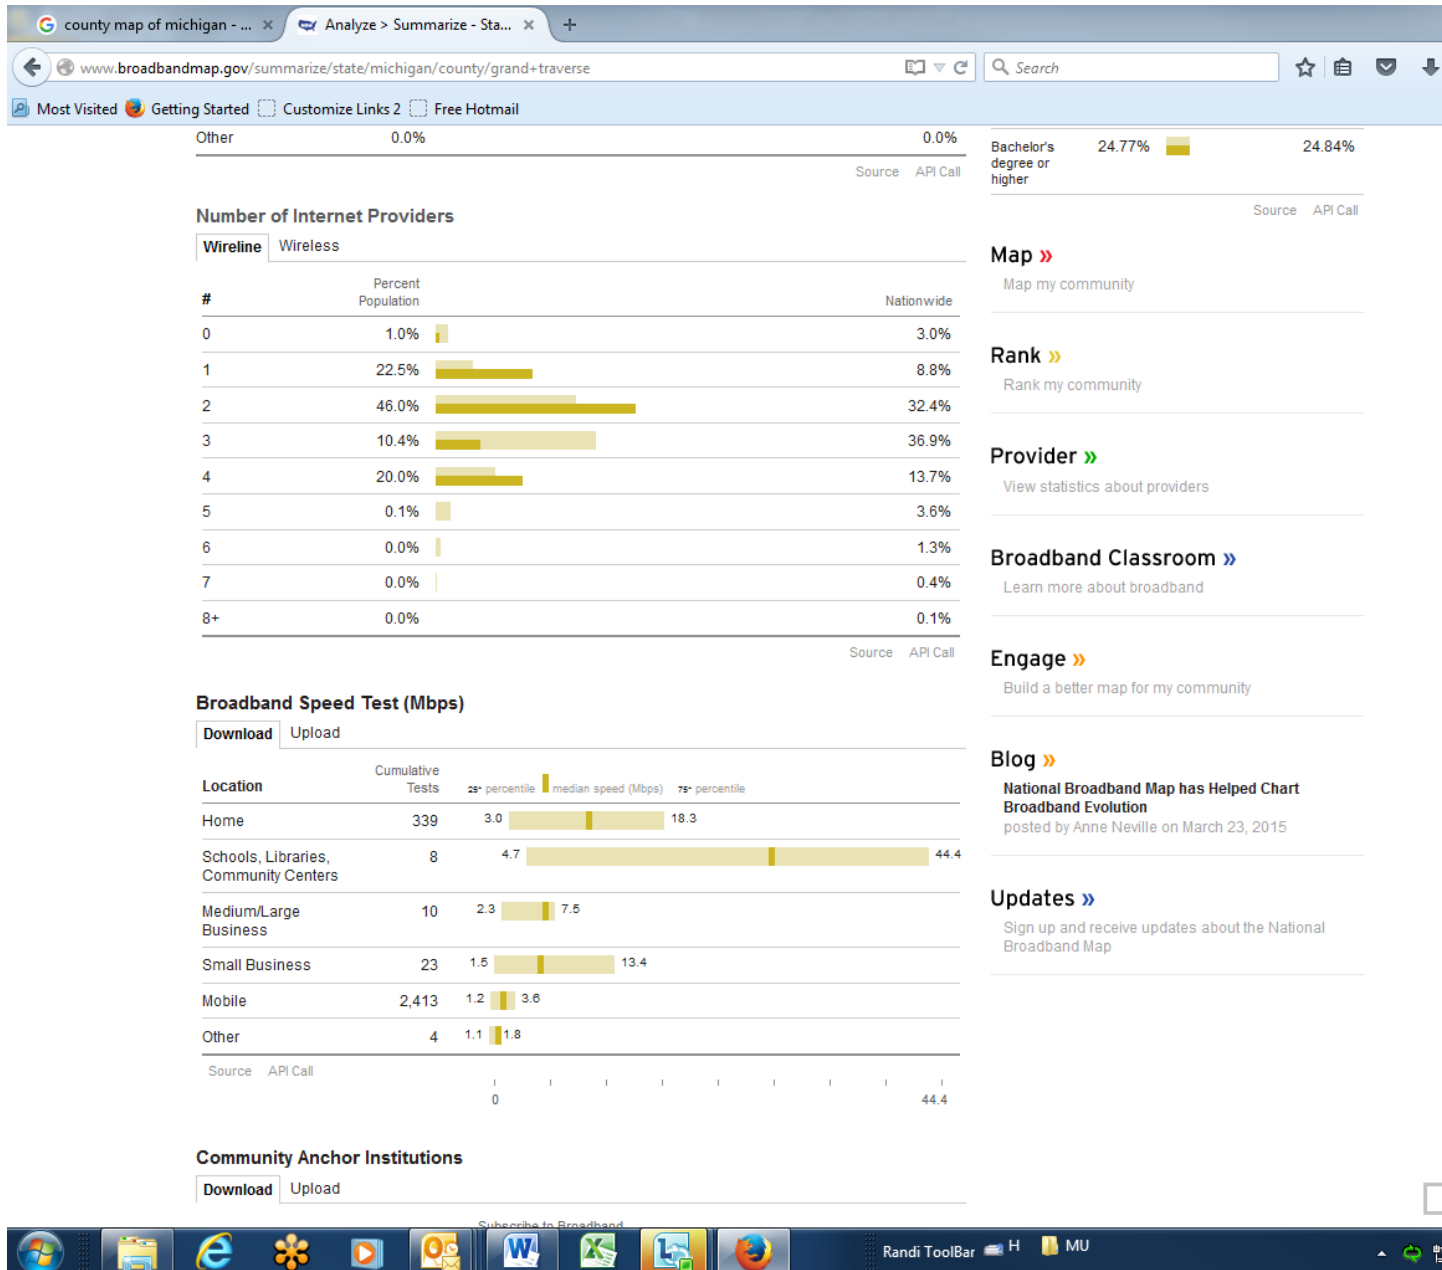 county map of michigan - ...
Analyze > Summarize - Sta...
www.broadbandmap.gov/summarize/state/michigan/county/grand+traverse
Search
Most Visited Getting Started Customize Links 2 Free Hotmail
Other 0.0% 0.0%
Source API Call
Bachelor's degree or higher 24.77% 24.84%
Source API Call
Number of Internet Providers
Wireline Wireless
# Percent Population Nationwide
0 1.0% 3.0%
1 22.5% 8.8%
2 46.0% 32.4%
3 10.4% 36.9%
4 20.0% 13.7%
5 0.1% 3.6%
6 0.0% 1.3%
7 0.0% 0.4%
8+ 0.0% 0.1%
Source API Call
Broadband Speed Test (Mbps)
Download Upload
Location Cumulative Tests 25th percentile median speed (Mbps) 75th percentile
Home 339 3.0 18.3
Schools, Libraries, Community Centers 8 4.7 44.4
Medium/Large Business 10 2.3 7.5
Small Business 23 1.5 13.4
Mobile 2,413 1.2 3.6
Other 4 1.1 1.8
Source API Call
0 44.4
Community Anchor Institutions
Download Upload
Subscribe to Broadband
Map »
Map my community
Rank »
Rank my community
Provider »
View statistics about providers
Broadband Classroom »
Learn more about broadband
Engage »
Build a better map for my community
Blog »
National Broadband Map has Helped Chart
Broadband Evolution
posted by Anne Neville on March 23, 2015
Updates »
Sign up and receive updates about the National
Broadband Map
Randi ToolBar H MU